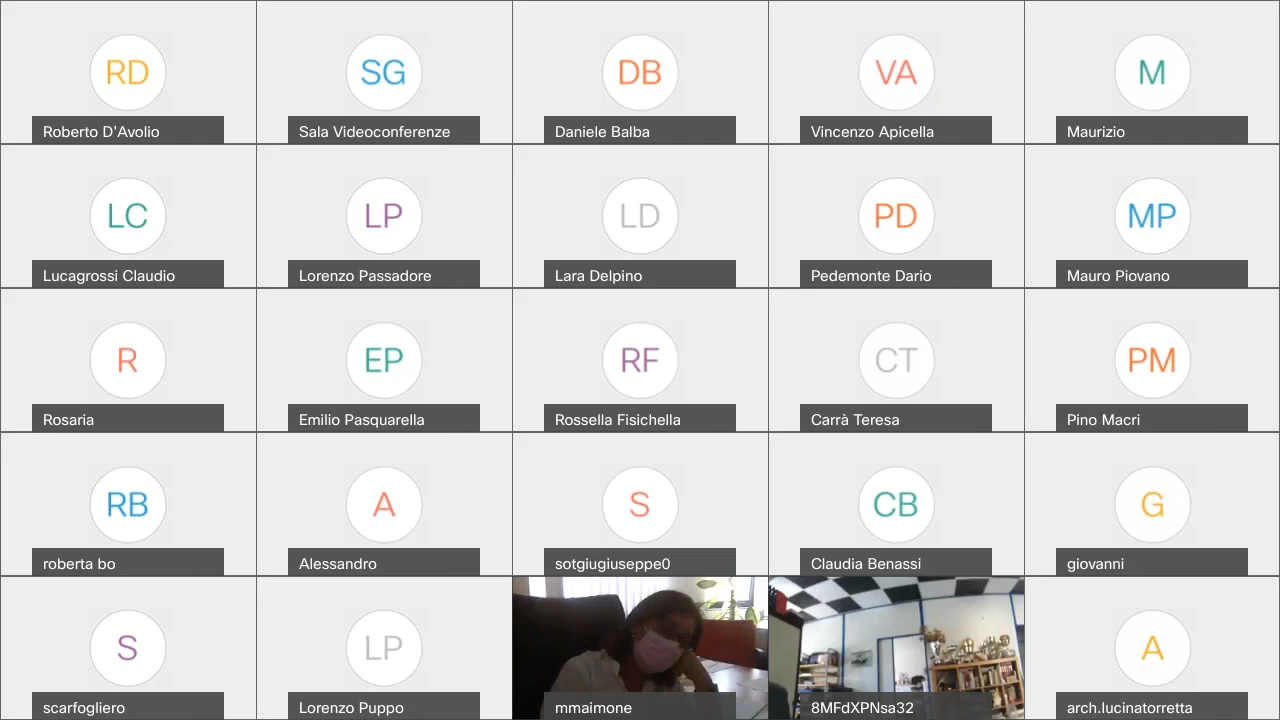 RD
SG
DB
VA
M
Roberto D'Avolio
Sala Videoconferenze
Daniele Balba
Vincenzo Apicella
Maurizio
LC
LP
LD
PD
MP
Lucagrossi Claudio
Lorenzo Passadore
Lara Delpino
Pedemonte Dario
Mauro Piovano
R
EP
RF
CT
PM
Rosaria
Emilio Pasquarella
Rossella Fisichella
Carrà Teresa
Pino Macri
RB
A
S
CB
G
roberta bo
Alessandro
sotgiugiuseppe0
Claudia Benassi
giovanni
S
LP
A
scarfogliero
Lorenzo Puppo
mmaimone
8MFdXPNsa32
arch.lucinatorretta